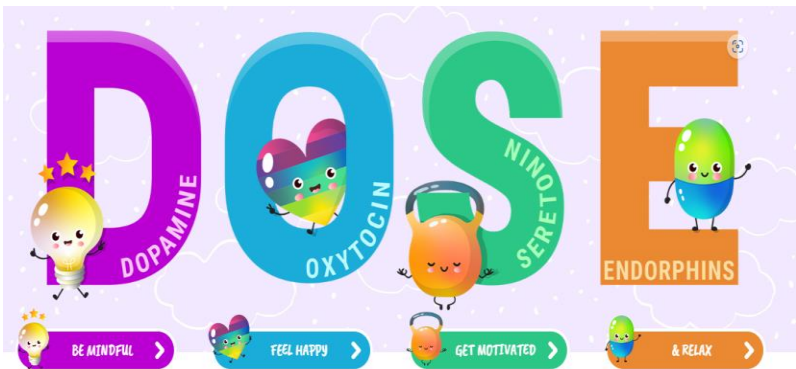 DOSE
DOPAMINE
OXYTOCIN
SERETONIN
ENDORPHINS
BE MINDFUL
FEEL HAPPY
GET MOTIVATED
& RELAX